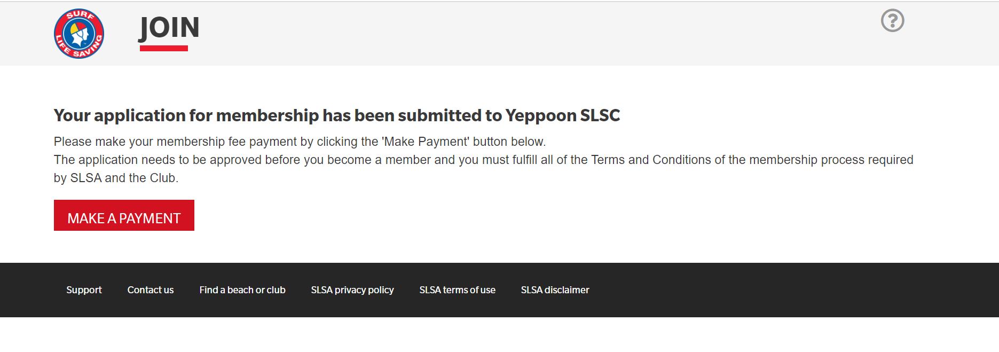 SURF
LIFE SAVING
JOIN
?
Your application for membership has been submitted to Yeppoon SLSC
Please make your membership fee payment by clicking the 'Make Payment' button below.
The application needs to be approved before you become a member and you must fulfill all of the Terms and Conditions of the membership process required
by SLSA and the Club.
MAKE A PAYMENT
Support Contact us Find a beach or club SLSA privacy policy SLSA terms of use SLSA disclaimer